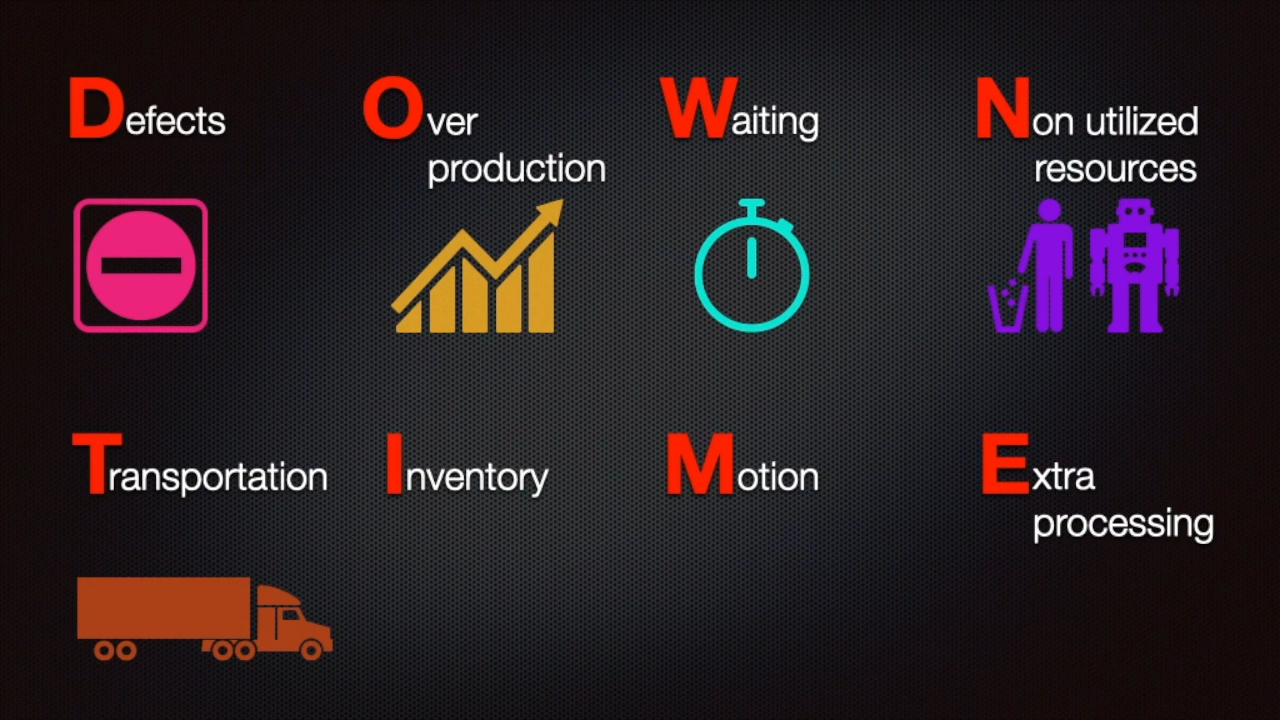 Defects
Over
production
Waiting
Non utilized
resources
Transportation
Inventory
Motion
Extra
processing